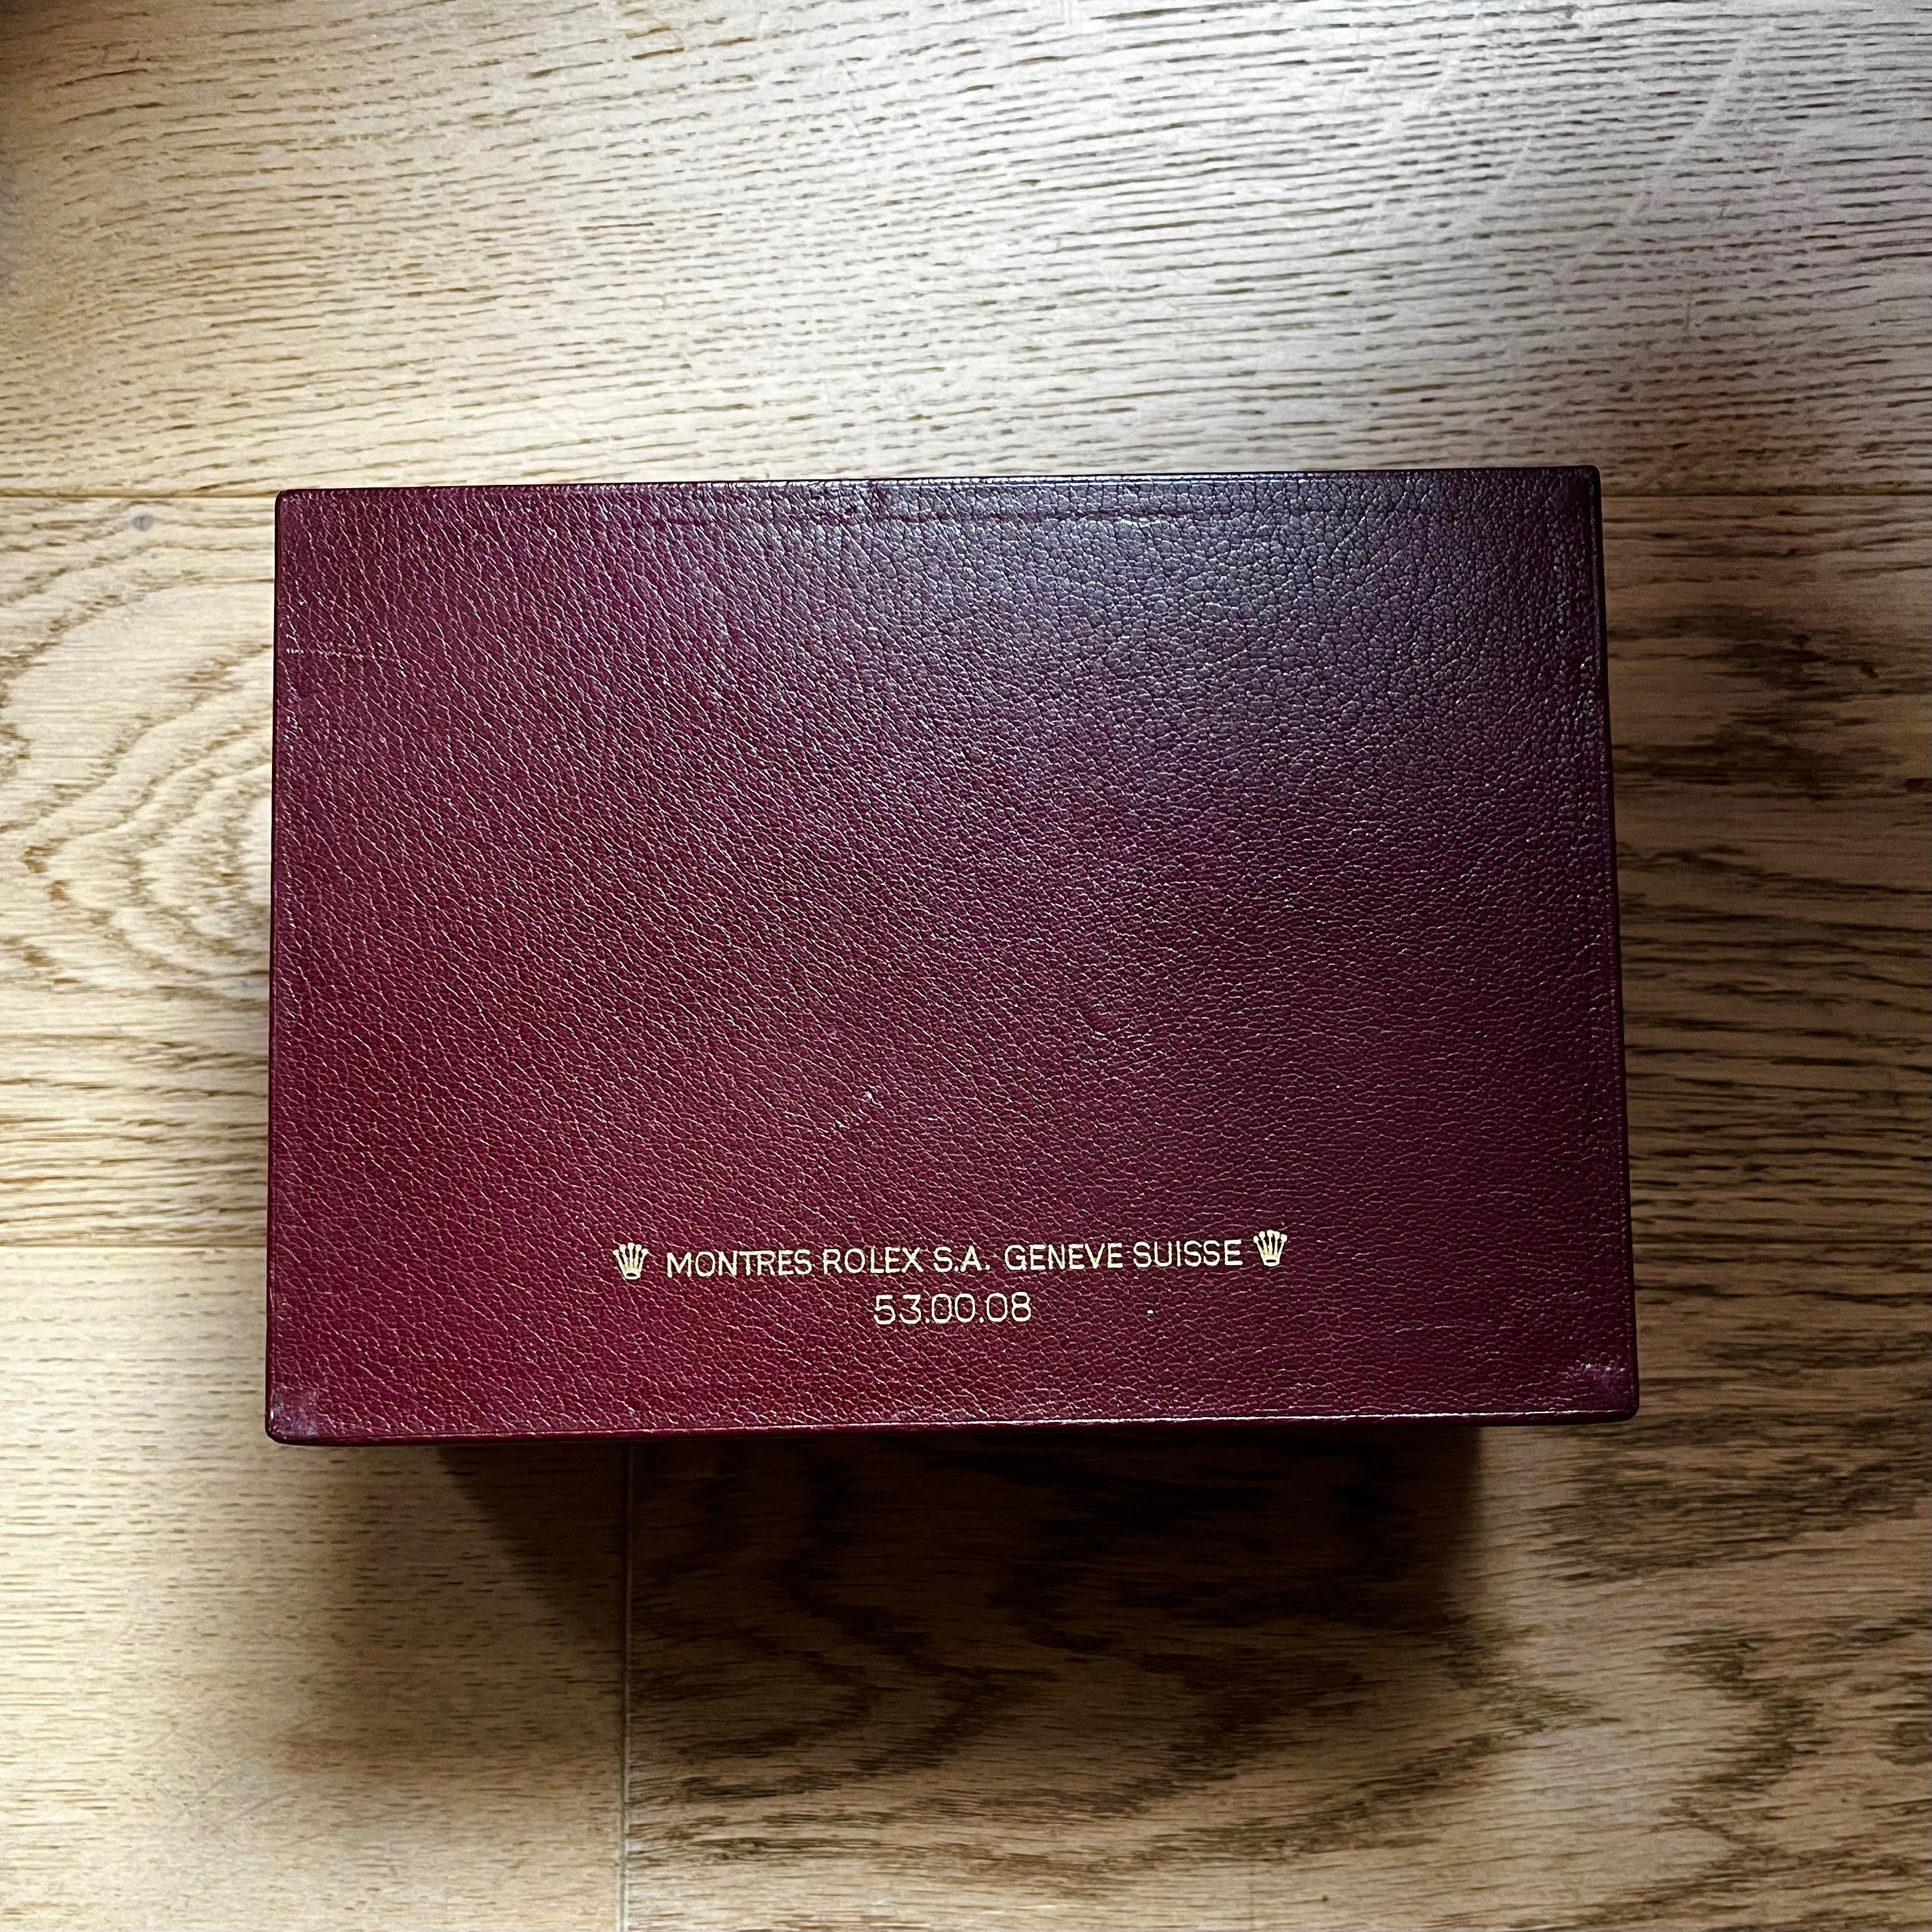 MONTRES ROLEX S.A. GENEVE SUISSE
53.00.08